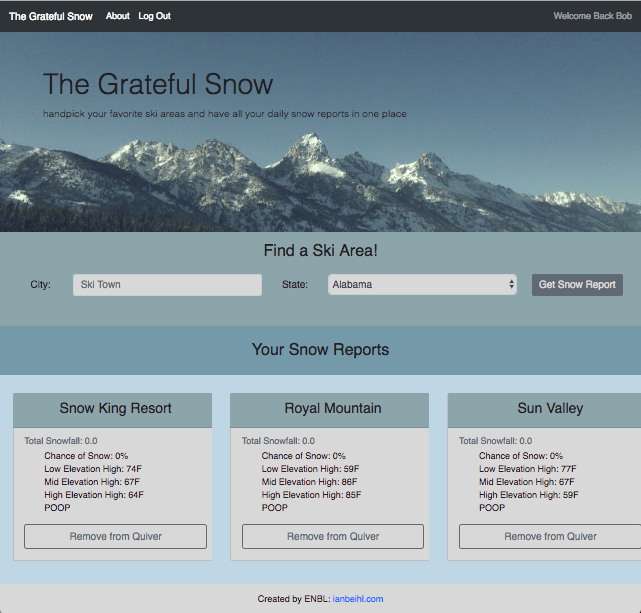 The Grateful Snow About Log Out Welcome Back Bob
The Grateful Snow
handpick your favorite ski areas and have all your daily snow reports in one place
Find a Ski Area!
City: Ski Town State: Alabama Get Snow Report
Your Snow Reports
Snow King Resort
Total Snowfall: 0.0
Chance of Snow: 0%
Low Elevation High: 74F
Mid Elevation High: 67F
High Elevation High: 64F
POOP
Remove from Quiver
Royal Mountain
Total Snowfall: 0.0
Chance of Snow: 0%
Low Elevation High: 59F
Mid Elevation High: 86F
High Elevation High: 85F
POOP
Remove from Quiver
Sun Valley
Total Snowfall: 0.0
Chance of Snow: 0%
Low Elevation High: 77F
Mid Elevation High: 67F
High Elevation High: 59F
POOP
Remove from Quiver
Created by ENBL: ianbeihl.com